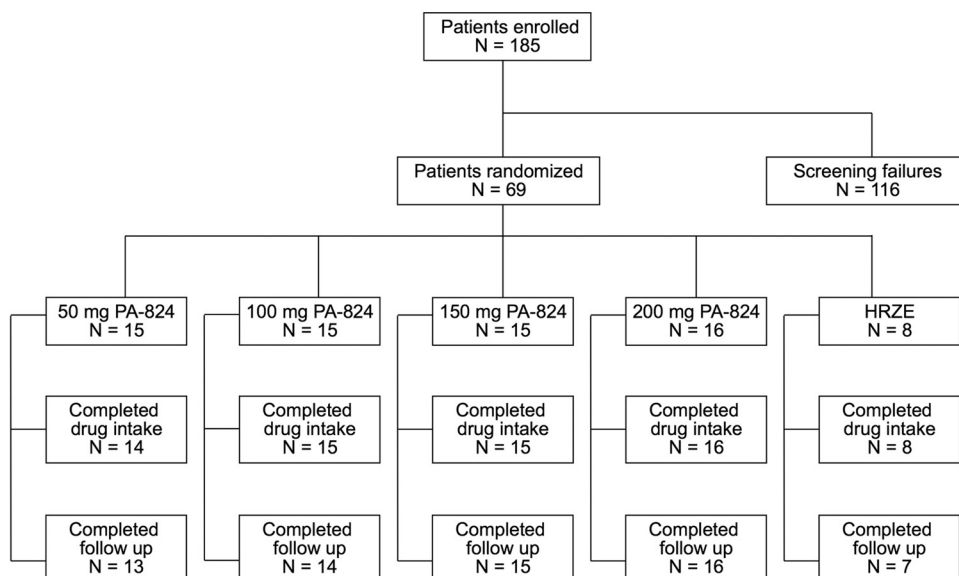 Patients enrolled
N = 185
Patients randomized
N = 69
Screening failures
N = 116
50 mg PA-824
N = 15
100 mg PA-824
N = 15
150 mg PA-824
N = 15
200 mg PA-824
N = 16
HRZE
N = 8
Completed
drug intake
N = 14
Completed
drug intake
N = 15
Completed
drug intake
N = 15
Completed
drug intake
N = 16
Completed
drug intake
N = 8
Completed
follow up
N = 13
Completed
follow up
N = 14
Completed
follow up
N = 15
Completed
follow up
N = 16
Completed
follow up
N = 7